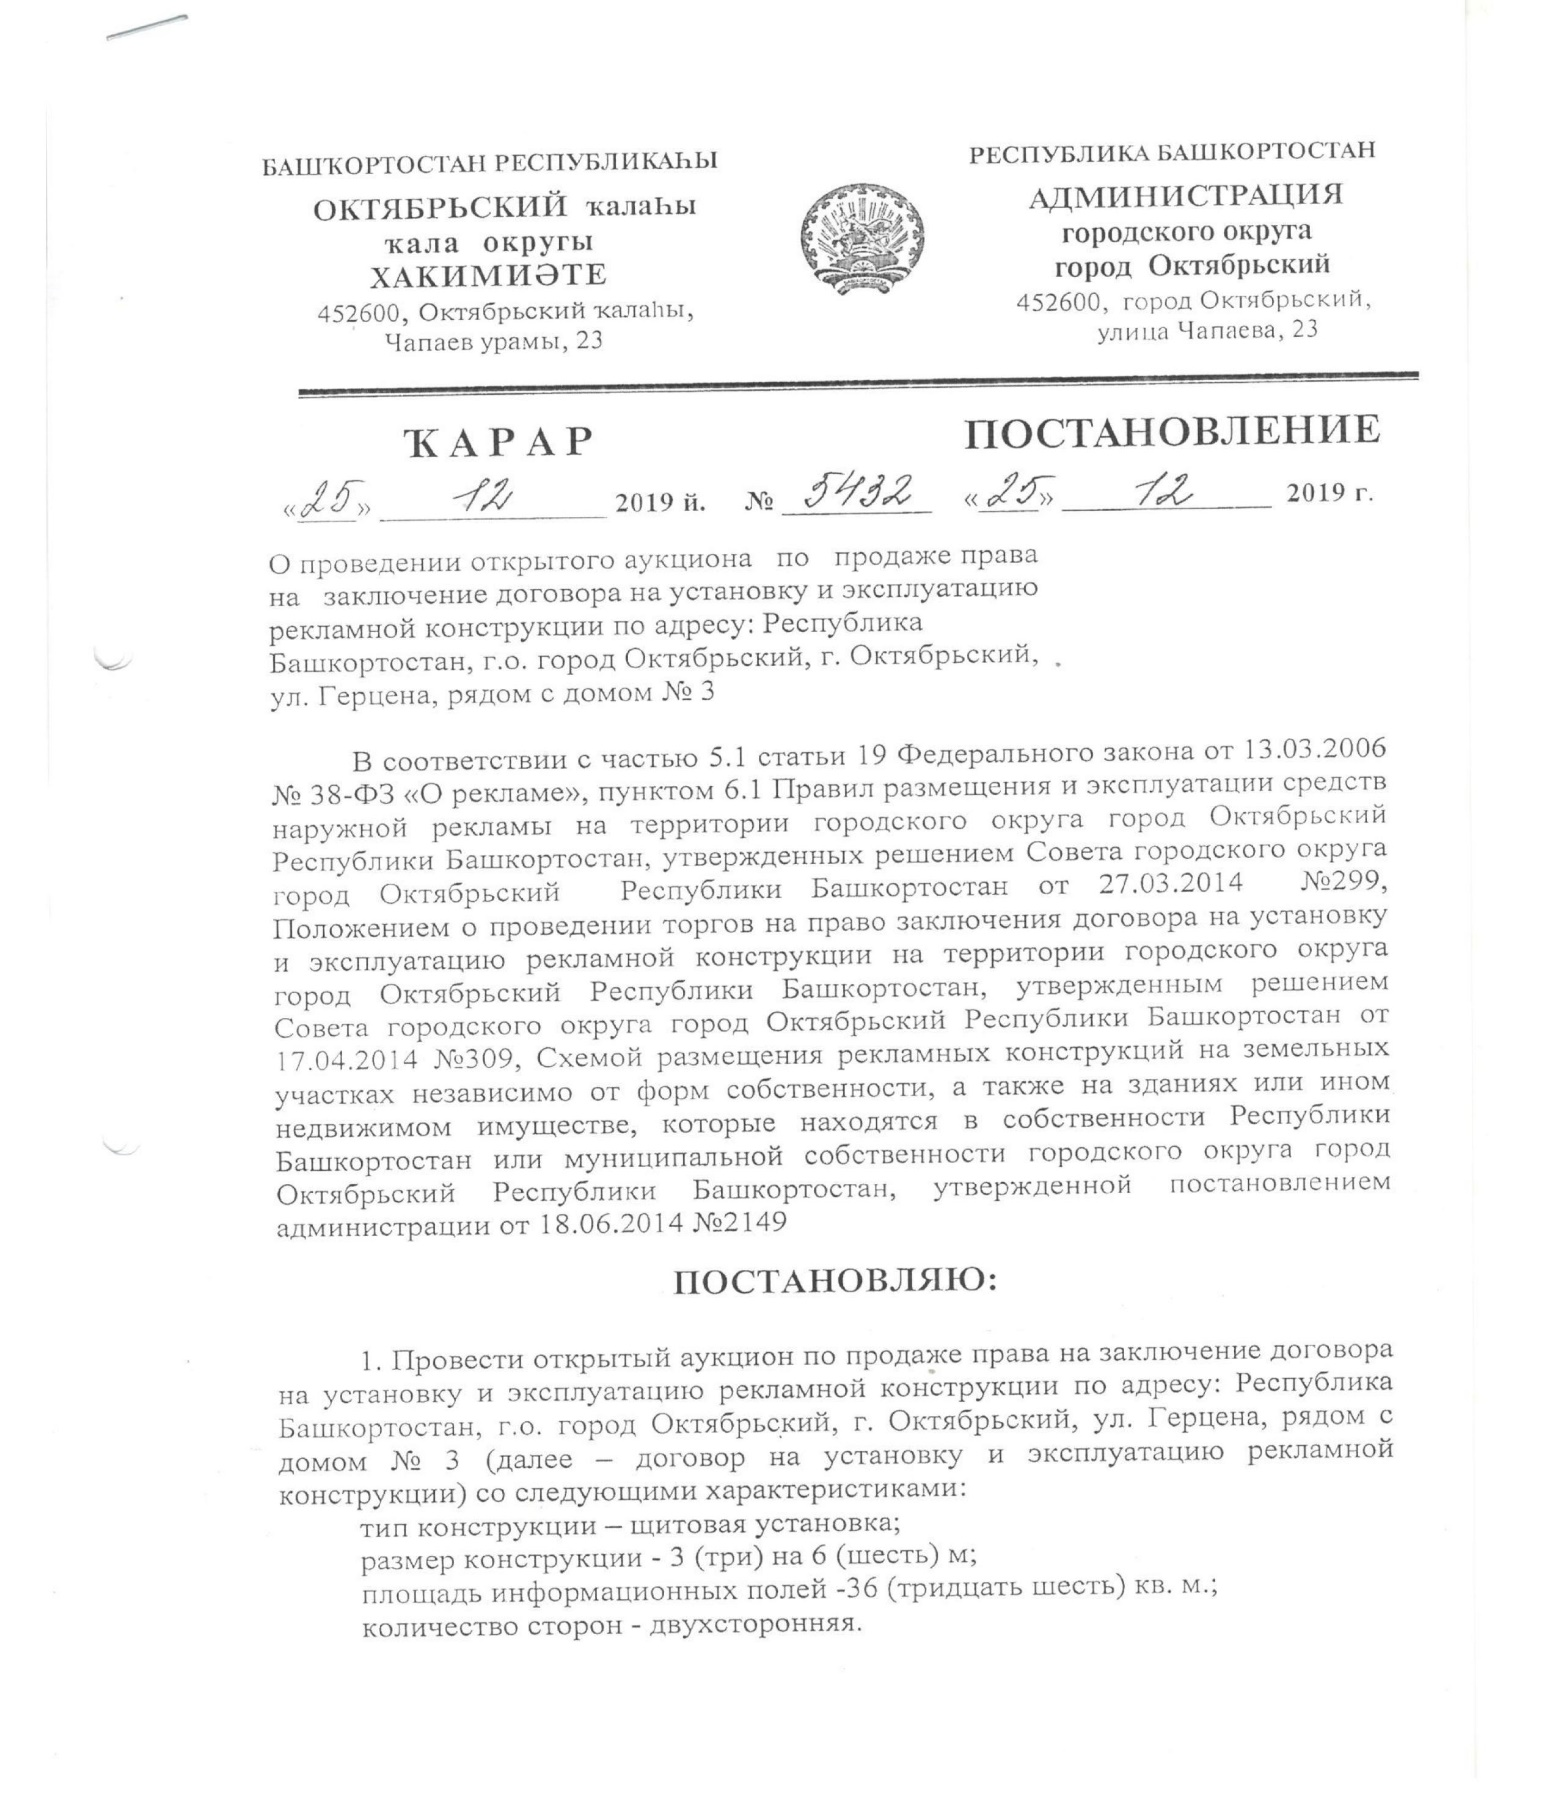 БАШҠОРТОСТАН РЕСПУБЛИКАҺЫ
ОКТЯБРЬСКИЙ ҡалаһы
ҡала округы
ХАКИМИӘТЕ
452600, Октябрьский ҡалаһы,
Чапаев урамы, 23
РЕСПУБЛИКА БАШКОРТОСТАН
АДМИНИСТРАЦИЯ
городского округа
город Октябрьский
452600, город Октябрьский,
улица Чапаева, 23
ҠАРАР
ПОСТАНОВЛЕНИЕ
«25» 12 2019 й. № 5432 «25» 12 2019 г.
О проведении открытого аукциона по продаже права
на заключение договора на установку и эксплуатацию
рекламной конструкции по адресу: Республика
Башкортостан, г.о. город Октябрьский, г. Октябрьский,
ул. Герцена, рядом с домом № 3
В соответствии с частью 5.1 статьи 19 Федерального закона от 13.03.2006
№ 38-ФЗ «О рекламе», пунктом 6.1 Правил размещения и эксплуатации средств
наружной рекламы на территории городского округа город Октябрьский
Республики Башкортостан, утвержденных решением Совета городского округа
город Октябрьский Республики Башкортостан от 27.03.2014 №299,
Положением о проведении торгов на право заключения договора на установку
и эксплуатацию рекламной конструкции на территории городского округа
город Октябрьский Республики Башкортостан, утвержденным решением
Совета городского округа город Октябрьский Республики Башкортостан от
17.04.2014 №309, Схемой размещения рекламных конструкций на земельных
участках независимо от форм собственности, а также на зданиях или ином
недвижимом имуществе, которые находятся в собственности Республики
Башкортостан или муниципальной собственности городского округа город
Октябрьский Республики Башкортостан, утвержденной постановлением
администрации от 18.06.2014 №2149
ПОСТАНОВЛЯЮ:
1. Провести открытый аукцион по продаже права на заключение договора
на установку и эксплуатацию рекламной конструкции по адресу: Республика
Башкортостан, г.о. город Октябрьский, г. Октябрьский, ул. Герцена, рядом с
домом № 3 (далее – договор на установку и эксплуатацию рекламной
конструкции) со следующими характеристиками:
тип конструкции – щитовая установка;
размер конструкции - 3 (три) на 6 (шесть) м;
площадь информационных полей -36 (тридцать шесть) кв. м.;
количество сторон - двухсторонняя.